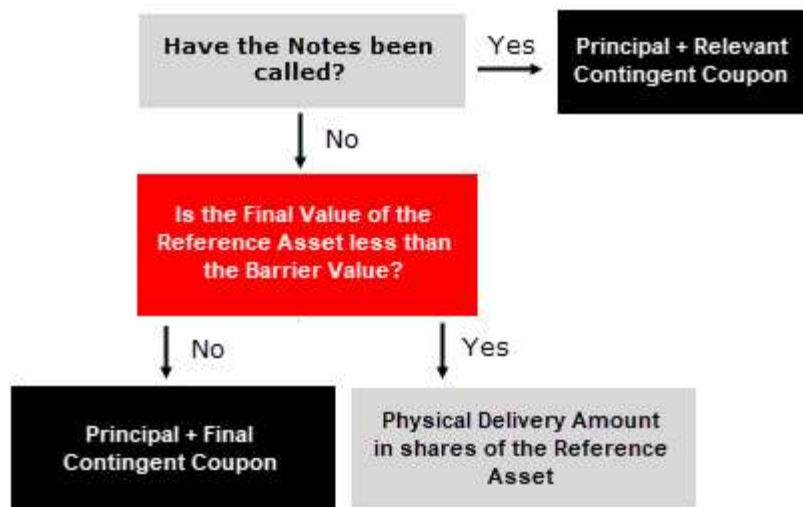 Have the Notes been
called?
Yes
Principal + Relevant
Contingent Coupon
No
Is the Final Value of the
Reference Asset less than
the Barrier Value?
No
Yes
Principal + Final
Contingent Coupon
Physical Delivery Amount
in shares of the Reference
Asset